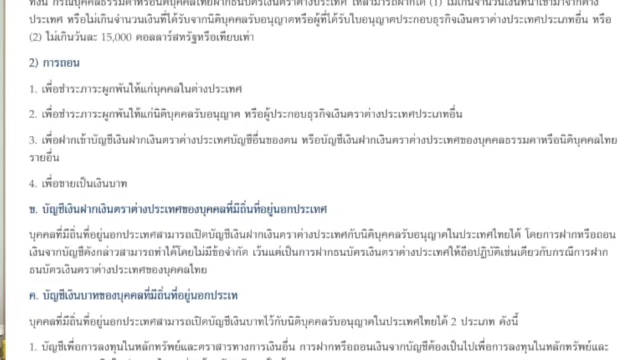 ทั้งนี้ กรณีบุคคลธรรมดาหรือนิติบุคคลไทยฝากธนบัตรเงินตราต่างประเทศ ให้สามารถฝากได้ (1) ไม่เกินจำนวนเงินที่นำเข้ามาจากต่าง
ประเทศ หรือไม่เกินจำนวนเงินที่ได้รับจากนิติบุคคลรับอนุญาตหรือผู้ที่ได้รับใบอนุญาตประกอบธุรกิจเงินตราต่างประเทศประเภทอื่น หรือ
(2) ไม่เกินวันละ 15,000 ดอลลาร์สหรัฐหรือเทียบเท่า
2) การถอน
1. เพื่อชำระภาระผูกพันให้แก่บุคคลในต่างประเทศ
2. เพื่อชำระภาระผูกพันให้แก่นิติบุคคลรับอนุญาต หรือผู้ประกอบธุรกิจเงินตราต่างประเทศประเภทอื่น
3. เพื่อฝากเข้าบัญชีเงินฝากเงินตราต่างประเทศบัญชีอื่นของตน หรือบัญชีเงินฝากเงินตราต่างประเทศของบุคคลธรรมดาหรือนิติบุคคลไทย
รายอื่น
4. เพื่อขายเป็นเงินบาท
ข. บัญชีเงินฝากเงินตราต่างประเทศของบุคคลที่มีถิ่นที่อยู่นอกประเทศ
บุคคลที่มีถิ่นที่อยู่นอกประเทศสามารถเปิดบัญชีเงินฝากเงินตราต่างประเทศกับนิติบุคคลรับอนุญาตในประเทศไทยได้ โดยการฝากหรือถอน
เงินจากบัญชีดังกล่าวสามารถทำได้โดยไม่มีข้อจำกัด เว้นแต่เป็นการฝากธนบัตรเงินตราต่างประเทศให้ถือปฏิบัติเช่นเดียวกับกรณีการฝาก
ธนบัตรเงินตราต่างประเทศของบุคคลไทย
ค. บัญชีเงินบาทของบุคคลที่มีถิ่นที่อยู่นอกประเท
บุคคลที่มีถิ่นที่อยู่นอกประเทศสามารถเปิดบัญชีเงินบาทไว้กับนิติบุคคลรับอนุญาตในประเทศไทยได้ 2 ประเภท ดังนี้
1. บัญชีเพื่อการลงทุนในหลักทรัพย์และตราสารทางการเงินอื่น การฝากหรือถอนเงินจากบัญชีต้องเป็นไปเพื่อการลงทุนในหลักทรัพย์และ